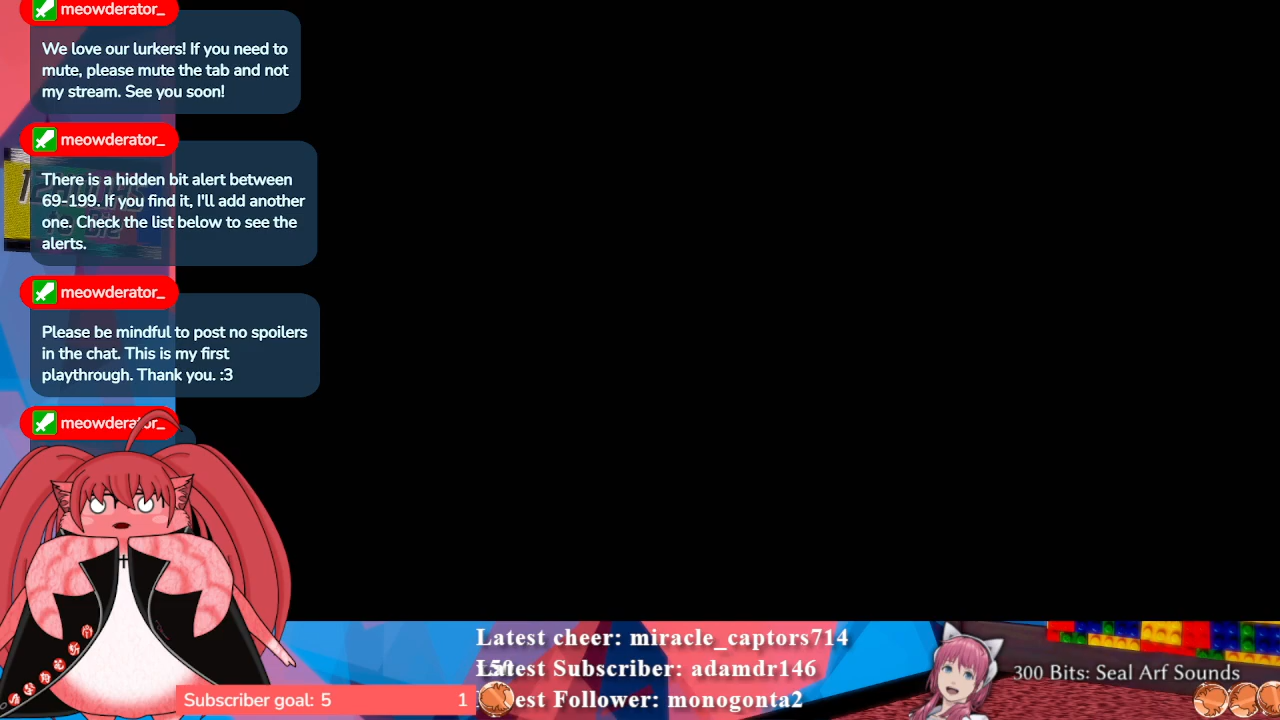 meowderator_
We love our lurkers! If you need to
mute, please mute the tab and not
my stream. See you soon!
meowderator_
There is a hidden bit alert between
69-199. If you find it, I'll add another
one. Check the list below to see the
alerts.
meowderator_
Please be mindful to post no spoilers
in the chat. This is my first
playthrough. Thank you. :3
meowderator_
Latest cheer: miracle_captors714
Subscriber: adamdr146
Follower: monogonta2
Subscriber goal: 5
1
300 Bits: Seal Arf Sounds